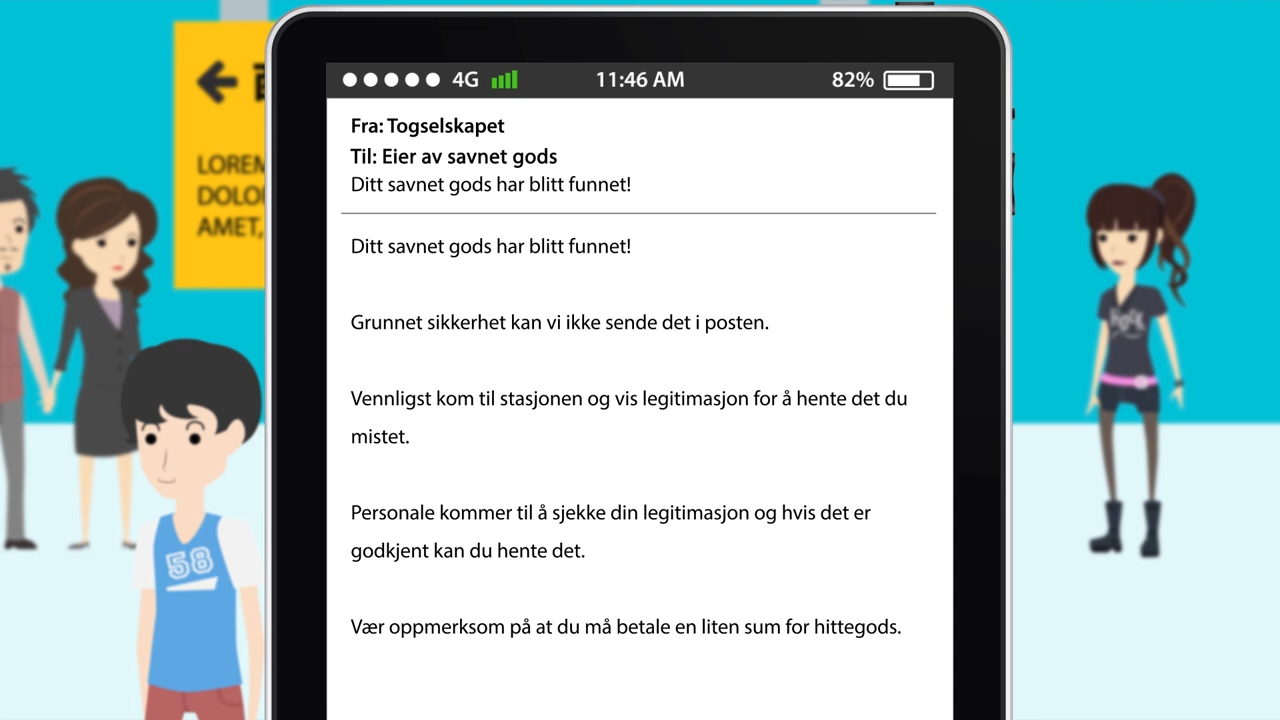 4G 11:46 AM 82%
Fra: Togselskapet
Til: Eier av savnet gods
Ditt savnet gods har blitt funnet!
Ditt savnet gods har blitt funnet!
Grunnet sikkerhet kan vi ikke sende det i posten.
Vennligst kom til stasjonen og vis legitimasjon for å hente det du
mistet.
Personale kommer til å sjekke din legitimasjon og hvis det er
godkjent kan du hente det.
Vær oppmerksom på at du må betale en liten sum for hittegods.
LOREM
DOLO
AMET,
58